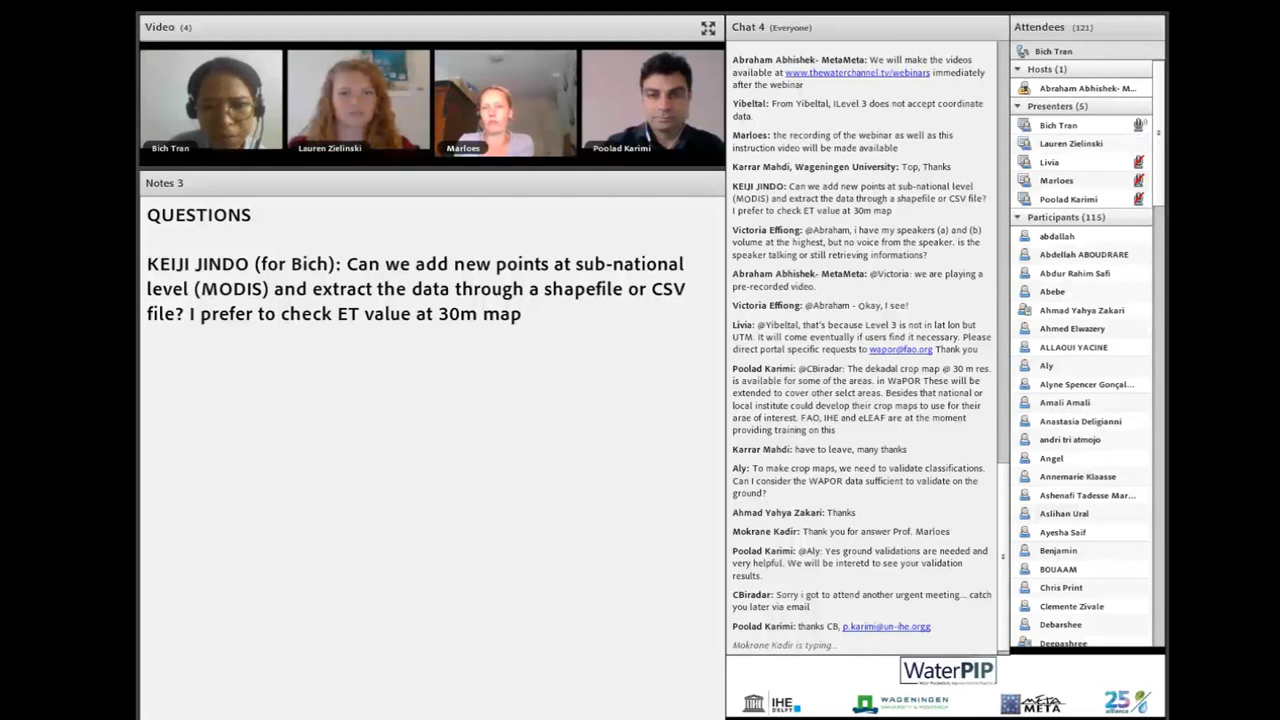 Video (4)
Bich Tran
Lauren Zielinski
Marloes
Poolad Karimi
Notes 3
QUESTIONS
KEIJI JINDO (for Bich): Can we add new points at sub-national
level (MODIS) and extract the data through a shapefile or CSV
file? I prefer to check ET value at 30m map
Chat 4 (Everyone)
Abraham Abhishek- MetaMeta: We will make the videos
available at www.thewaterchannel.tv/webinars immediately
after the webinar
Yibeltal: From Yibeltal, ILevel 3 does not accept coordinate
data.
Marloes: the recording of the webinar as well as this
instruction video will be made available
Karrar Mahdi, Wageningen University: Top, Thanks
KEIJI JINDO: Can we add new points at sub-national level
(MODIS) and extract the data through a shapefile or CSV file?
I prefer to check ET value at 30m map
Victoria Effiong: @Abraham, i have my speakers (a) and (b)
volume at the highest, but no voice from the speaker. is the
speaker talking or still retrieving informations?
Abraham Abhishek- MetaMeta: @Victoria: we are playing a
pre-recorded video.
Victoria Effiong: @Abraham - Okay, I see!
Livia: @Yibeltal, that's because Level 3 is not in lat lon but
UTM. It will come eventually if users find it necessary. Please
direct portal specific requests to wapor@fao.org Thank you
Poolad Karimi: @CBiradar: The dekadal crop map @ 30 m res.
is available for some of the areas. in WaPOR These will be
extended to cover other selct areas. Besides that national or
local institute could develop their crop maps to use for their
arae of interest. FAO, IHE and eLEAF are at the moment
providing training on this
Karrar Mahdi: have to leave, many thanks
Aly: To make crop maps, we need to validate classifications.
Can I consider the WAPOR data sufficient to validate on the
ground?
Ahmad Yahya Zakari: Thanks
Mokrane Kadir: Thank you for answer Prof. Marloes
Poolad Karimi: @Aly: Yes ground validations are needed and
very helpful. We will be interetd to see your validation
results.
CBiradar: Sorry i got to attend another urgent meeting... catch
you later via email
Poolad Karimi: thanks CB, p.karimi@un-ihe.orgg
Mokrane Kadir is typing...
Attendees (121)
Bich Tran
Hosts (1)
Abraham Abhishek- M...
Presenters (5)
Bich Tran
Lauren Zielinski
Livia
Marloes
Poolad Karimi
Participants (115)
abdallah
Abdellah ABOUDRARE
Abdur Rahim Safi
Abebe
Ahmad Yahya Zakari
Ahmed Elwazery
ALLAOUI YACINE
Aly
Alyne Spencer Gonçal...
Amali Amali
Anastasia Deligianni
andri tri atmojo
Angel
Annemarie Klaasse
Ashenafi Tadesse Mar...
Aslihan Ural
Ayesha Saif
Benjamin
BOUAAM
Chris Print
Clemente Zivale
Debarshee
Deepashree
WaterPIP
IHE
DELFT
WAGENINGEN
META
META
25
alliance